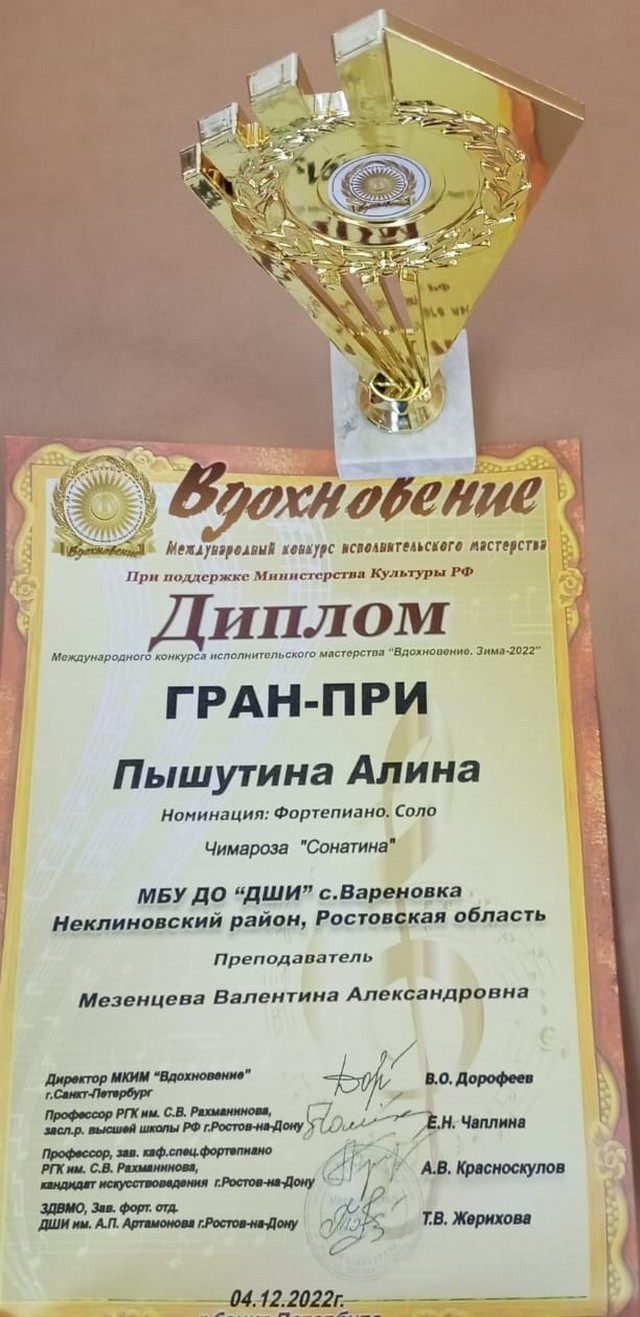 Вдохновение
Вдохновение
Вдохновение
Международный конкурс исполнительского мастерства
При поддержке Министерства Культуры РФ
Диплом
Международного конкурса исполнительского мастерства "Вдохновение. Зима-2022"
ГРАН-ПРИ
Пышутина Алина
Номинация: Фортепиано. Соло
Чимароза "Сонатина"
МБУ ДО "ДШИ" с.Вареновка
Неклиновский район, Ростовская область
Преподаватель
Мезенцева Валентина Александровна
Директор МКИМ "Вдохновение"
г.Санкт-Петербург
В.О. Дорофеев
Профессор РГК им. С.В. Рахманинова,
засл.р. высшей школы РФ г.Ростов-на-Дону
Е.Н. Чаплина
Профессор, зав. каф.спец.фортепиано
РГК им. С.В. Рахманинова,
кандидат искусствоведения г.Ростов-на-Дону
А.В. Красноскулов
ЗДВМО, Зав. форт. отд.
ДШИ им. А.П. Артамонова г.Ростов-на-Дону
Т.В. Жерихова
04.12.2022г.
г.Санкт-Петербург